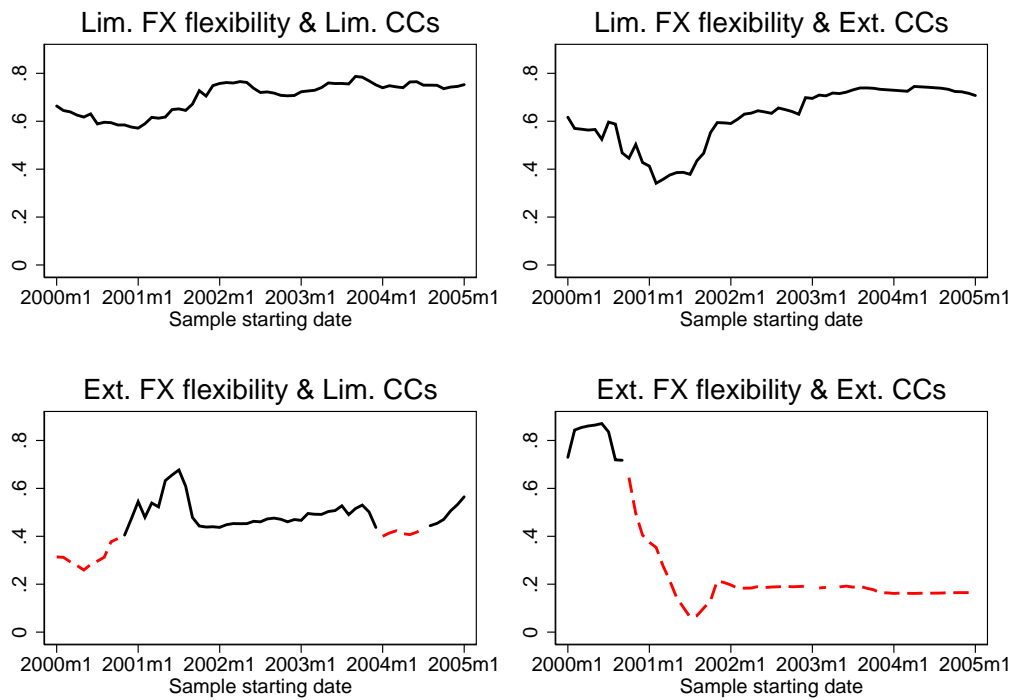 Lim. FX flexibility & Lim. CCs
.8
.6
.4
.2
0
2000m1 2001m1 2002m1 2003m1 2004m1 2005m1
Sample starting date
Lim. FX flexibility & Ext. CCs
.8
.6
.4
.2
0
2000m1 2001m1 2002m1 2003m1 2004m1 2005m1
Sample starting date
Ext. FX flexibility & Lim. CCs
.8
.6
.4
.2
0
2000m1 2001m1 2002m1 2003m1 2004m1 2005m1
Sample starting date
Ext. FX flexibility & Ext. CCs
.8
.6
.4
.2
0
2000m1 2001m1 2002m1 2003m1 2004m1 2005m1
Sample starting date